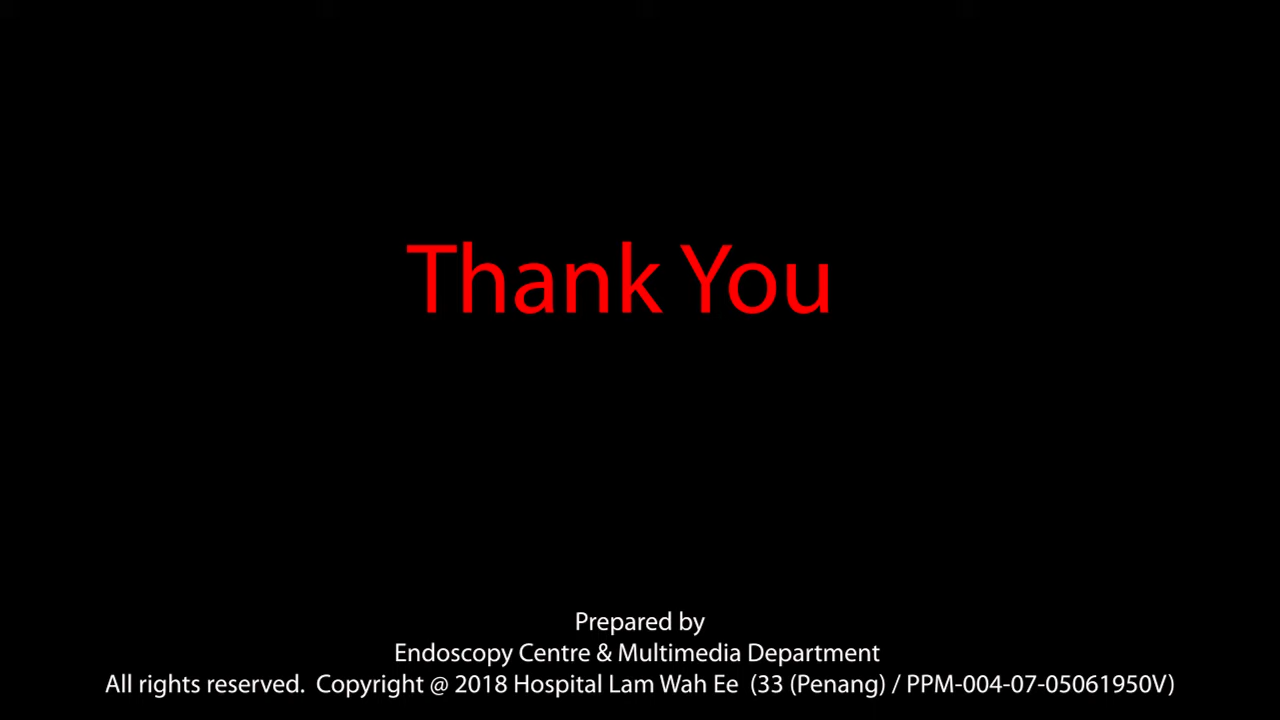 Thank You
Prepared by
Endoscopy Centre & Multimedia Department
All rights reserved.  Copyright @ 2018 Hospital Lam Wah Ee  (33 (Penang) / PPM-004-07-05061950V)